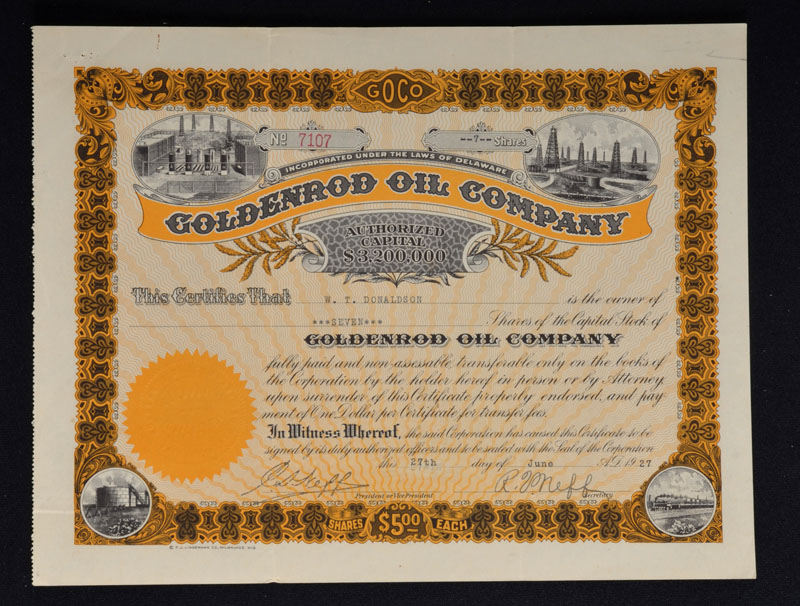 GOCO
No 7107
--7-- Shares
INCORPORATED UNDER THE LAWS OF DELAWARE
GOLDENROD OIL COMPANY
AUTHORIZED
CAPITAL
$3,200,000
This Certifies That W. T. DONALDSON is the owner of
***SEVEN*** Shares of the Capital Stock of
GOLDENROD OIL COMPANY
fully paid and non-assessable, transferable only on the books of
the Corporation by the holder hereof in person or by Attorney,
upon surrender of this Certificate properly endorsed, and pay
ment of One Dollar per Certificate for transfer fees.
In Witness Whereof, the said Corporation has caused this Certificate to be
signed by its duly authorized officers and to be sealed with the Seal of the Corporation
this 27th day of June A.D. 1927
President or Vice President
Secretary
SHARES $5.00 EACH